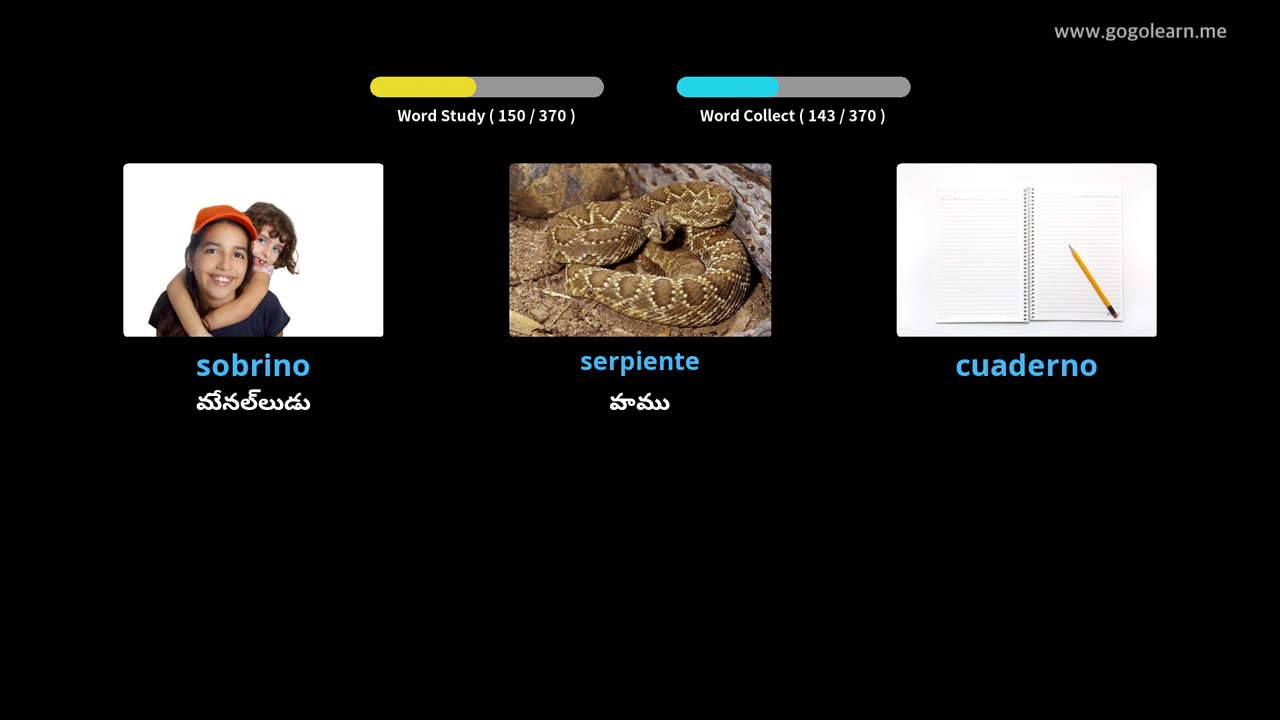 www.gogolearn.me
Word Study ( 150 / 370 )
Word Collect ( 143 / 370 )
sobrino
serpiente
cuaderno
మేనల్లుడు
పాము